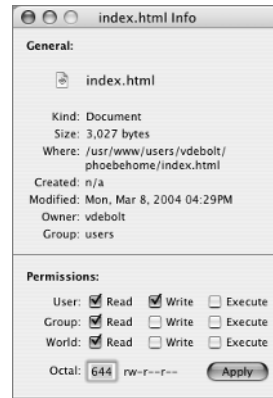 index.html Info
General:
index.html
Kind: Document
Size: 3,027 bytes
Where: /usr/www/users/vdebolt/
phoebehome/index.html
Created: n/a
Modified: Mon, Mar 8, 2004 04:29PM
Owner: vdebolt
Group: users
Permissions:
User: Read Write Execute
Group: Read Write Execute
World: Read Write Execute
Octal: 644 rw-r--r-- Apply